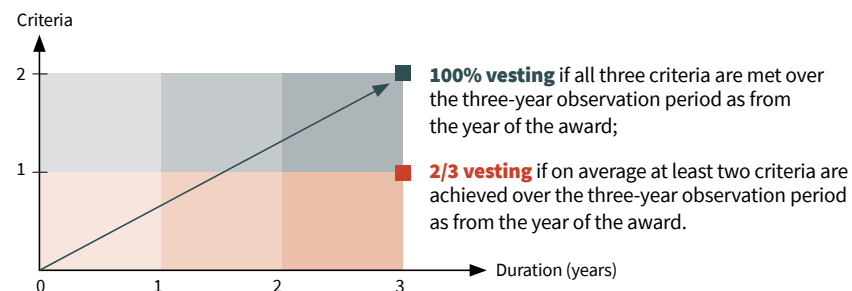 Criteria
2
100% vesting if all three criteria are met over
the three-year observation period as from
the year of the award;
1
2/3 vesting if on average at least two criteria are
achieved over the three-year observation period
as from the year of the award.
Duration (years)
0 1 2 3